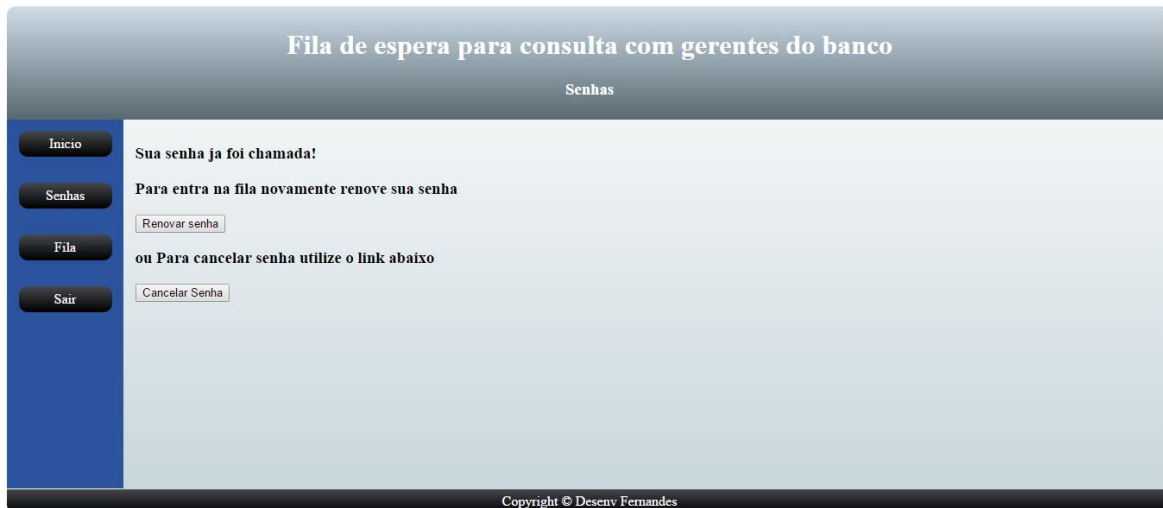 Fila de espera para consulta com gerentes do banco
Senhas
Inicio
Senhas
Fila
Sair
Sua senha ja foi chamada!
Para entra na fila novamente renove sua senha
Renovar senha
ou Para cancelar senha utilize o link abaixo
Cancelar Senha
Copyright © Desenv Fernandes